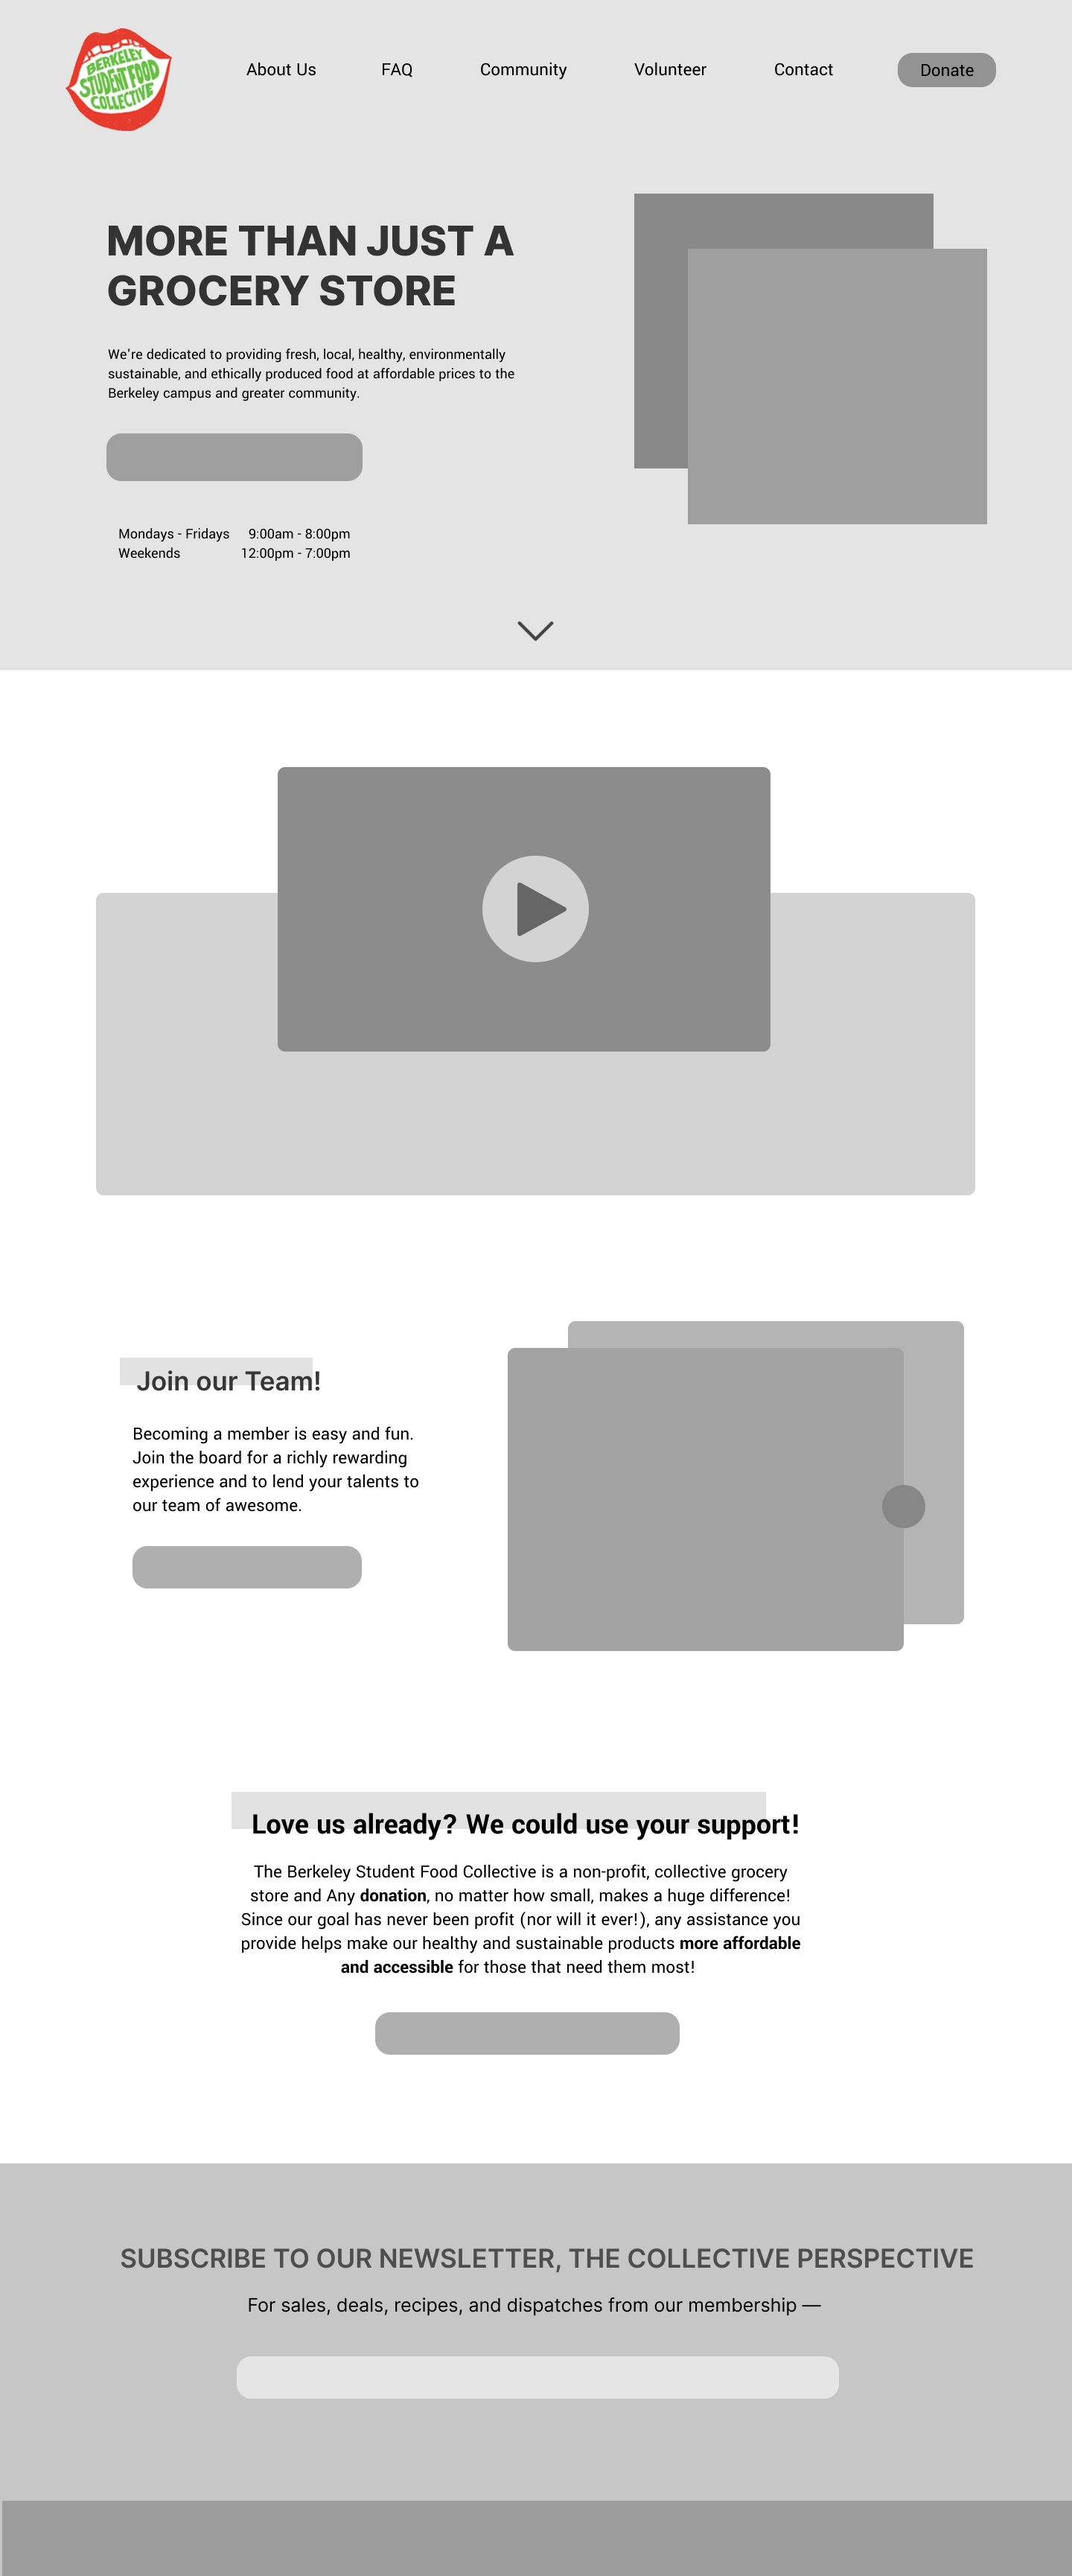 BERKELEY
STUDENT FOOD
COLLECTIVE
About Us FAQ Community Volunteer Contact Donate
MORE THAN JUST A
GROCERY STORE
We're dedicated to providing fresh, local, healthy, environmentally
sustainable, and ethically produced food at affordable prices to the
Berkeley campus and greater community.
Mondays - Fridays 9:00am - 8:00pm
Weekends 12:00pm - 7:00pm
Join our Team!
Becoming a member is easy and fun.
Join the board for a richly rewarding
experience and to lend your talents to
our team of awesome.
Love us already? We could use your support!
The Berkeley Student Food Collective is a non-profit, collective grocery
store and Any donation, no matter how small, makes a huge difference!
Since our goal has never been profit (nor will it ever!), any assistance you
provide helps make our healthy and sustainable products more affordable
and accessible for those that need them most!
SUBSCRIBE TO OUR NEWSLETTER, THE COLLECTIVE PERSPECTIVE
For sales, deals, recipes, and dispatches from our membership —